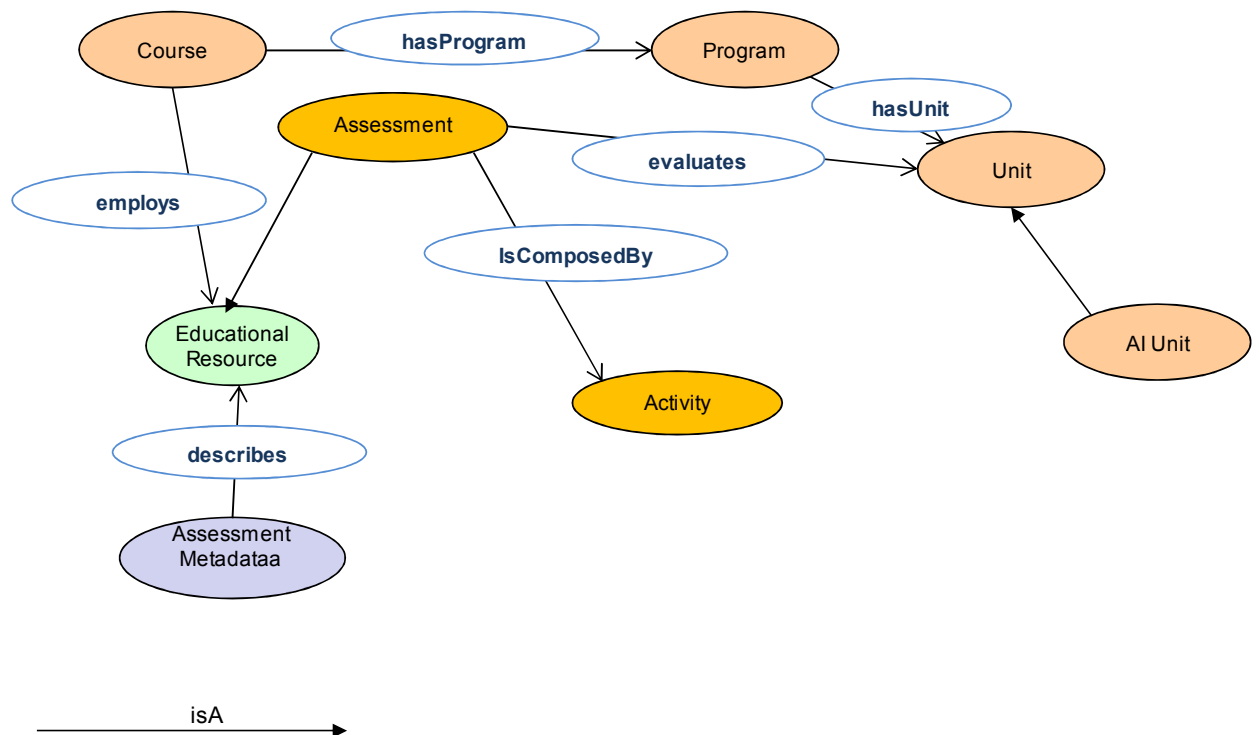 Course
hasProgram
Program
hasUnit
Assessment
evaluates
Unit
employs
IsComposedBy
Educational
Resource
AI Unit
Activity
describes
Assessment
Metadataa
isA